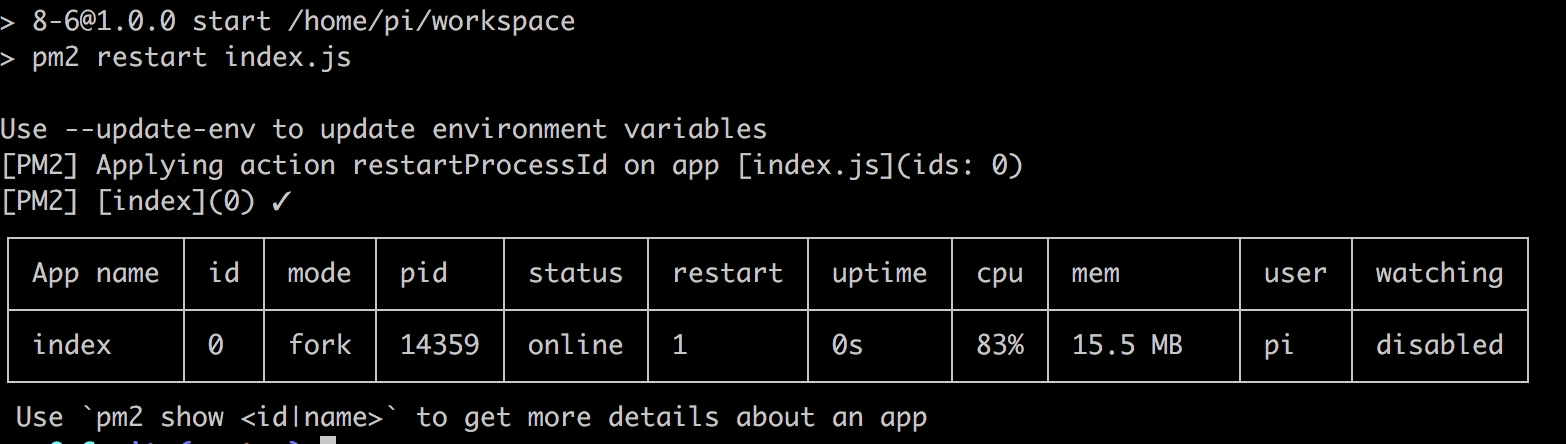 > 8-6@1.0.0 start /home/pi/workspace
> pm2 restart index.js
Use --update-env to update environment variables
[PM2] Applying action restartProcessId on app [index.js](ids: 0)
[PM2] [index](0) ✓
App name id mode pid status restart uptime cpu mem user watching
index 0 fork 14359 online 1 0s 83% 15.5 MB pi disabled
Use `pm2 show <id|name>` to get more details about an app